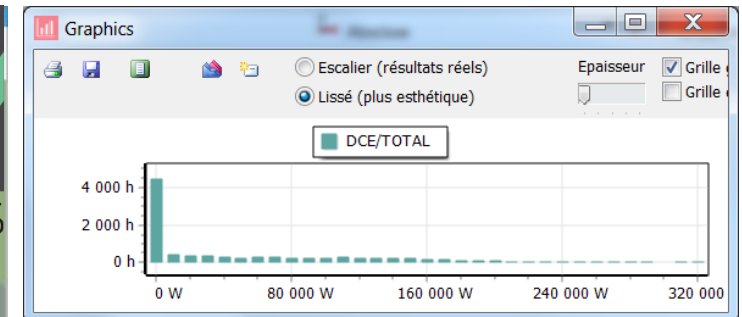 Graphics
Escalier (résultats réels)
Lissé (plus esthétique)
Epaisseur
Grille
Grille
DCE/TOTAL
4 000 h
2 000 h
0 h
0 W
80 000 W
160 000 W
240 000 W
320 000